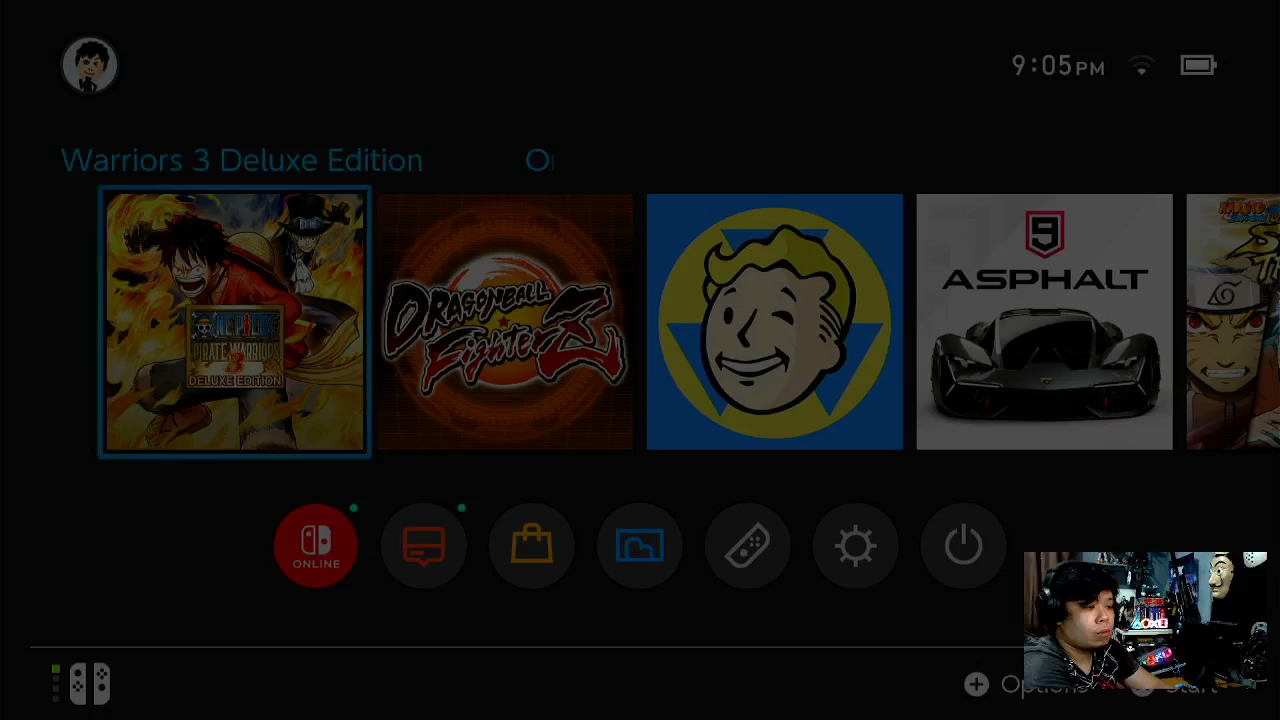 9:05PM
Warriors 3 Deluxe Edition
ONE PIECE
PIRATE WARRIORS
3
DELUXE EDITION
DRAGONBALL
FighterZ
9
ASPHALT
ONLINE
Options
Start